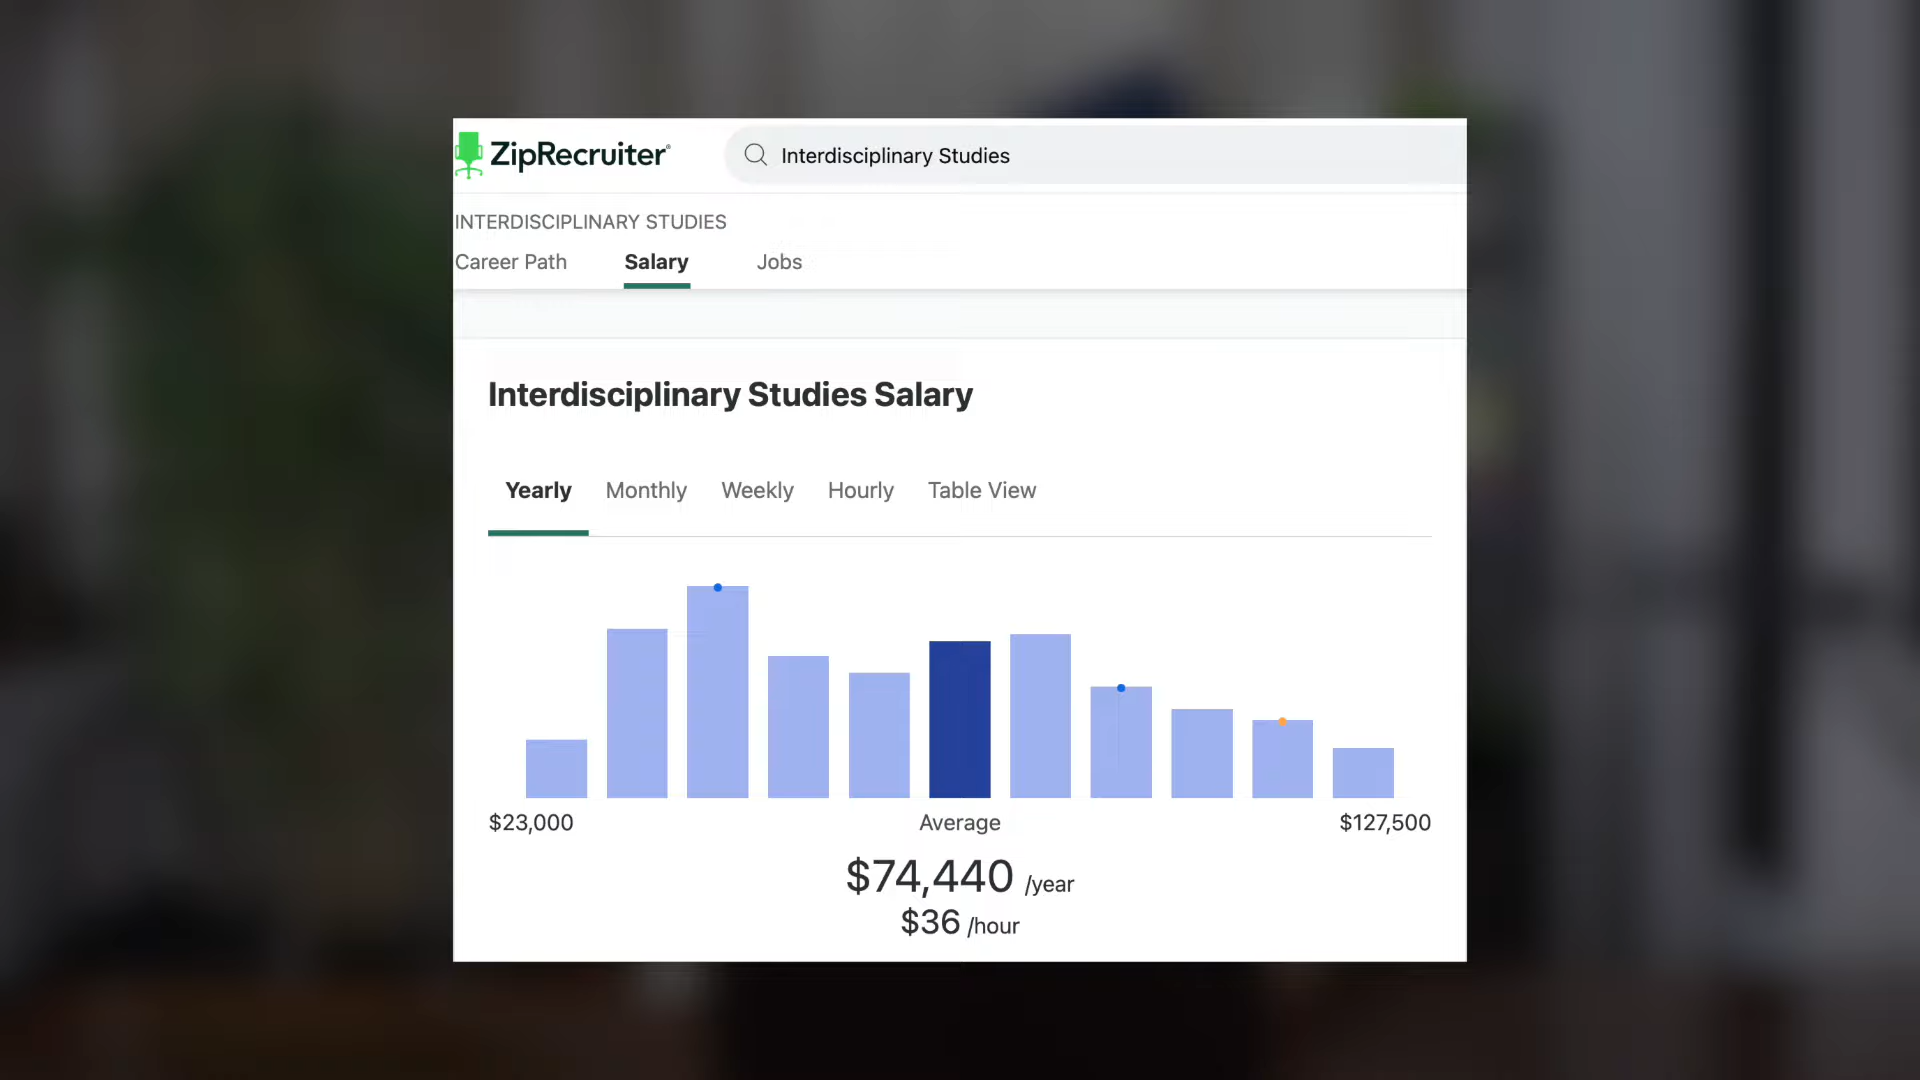 ZipRecruiter
Interdisciplinary Studies
INTERDISCIPLINARY STUDIES
Career Path Salary Jobs
Interdisciplinary Studies Salary
Yearly Monthly Weekly Hourly Table View
$23,000 Average $127,500
$74,440 /year
$36 /hour